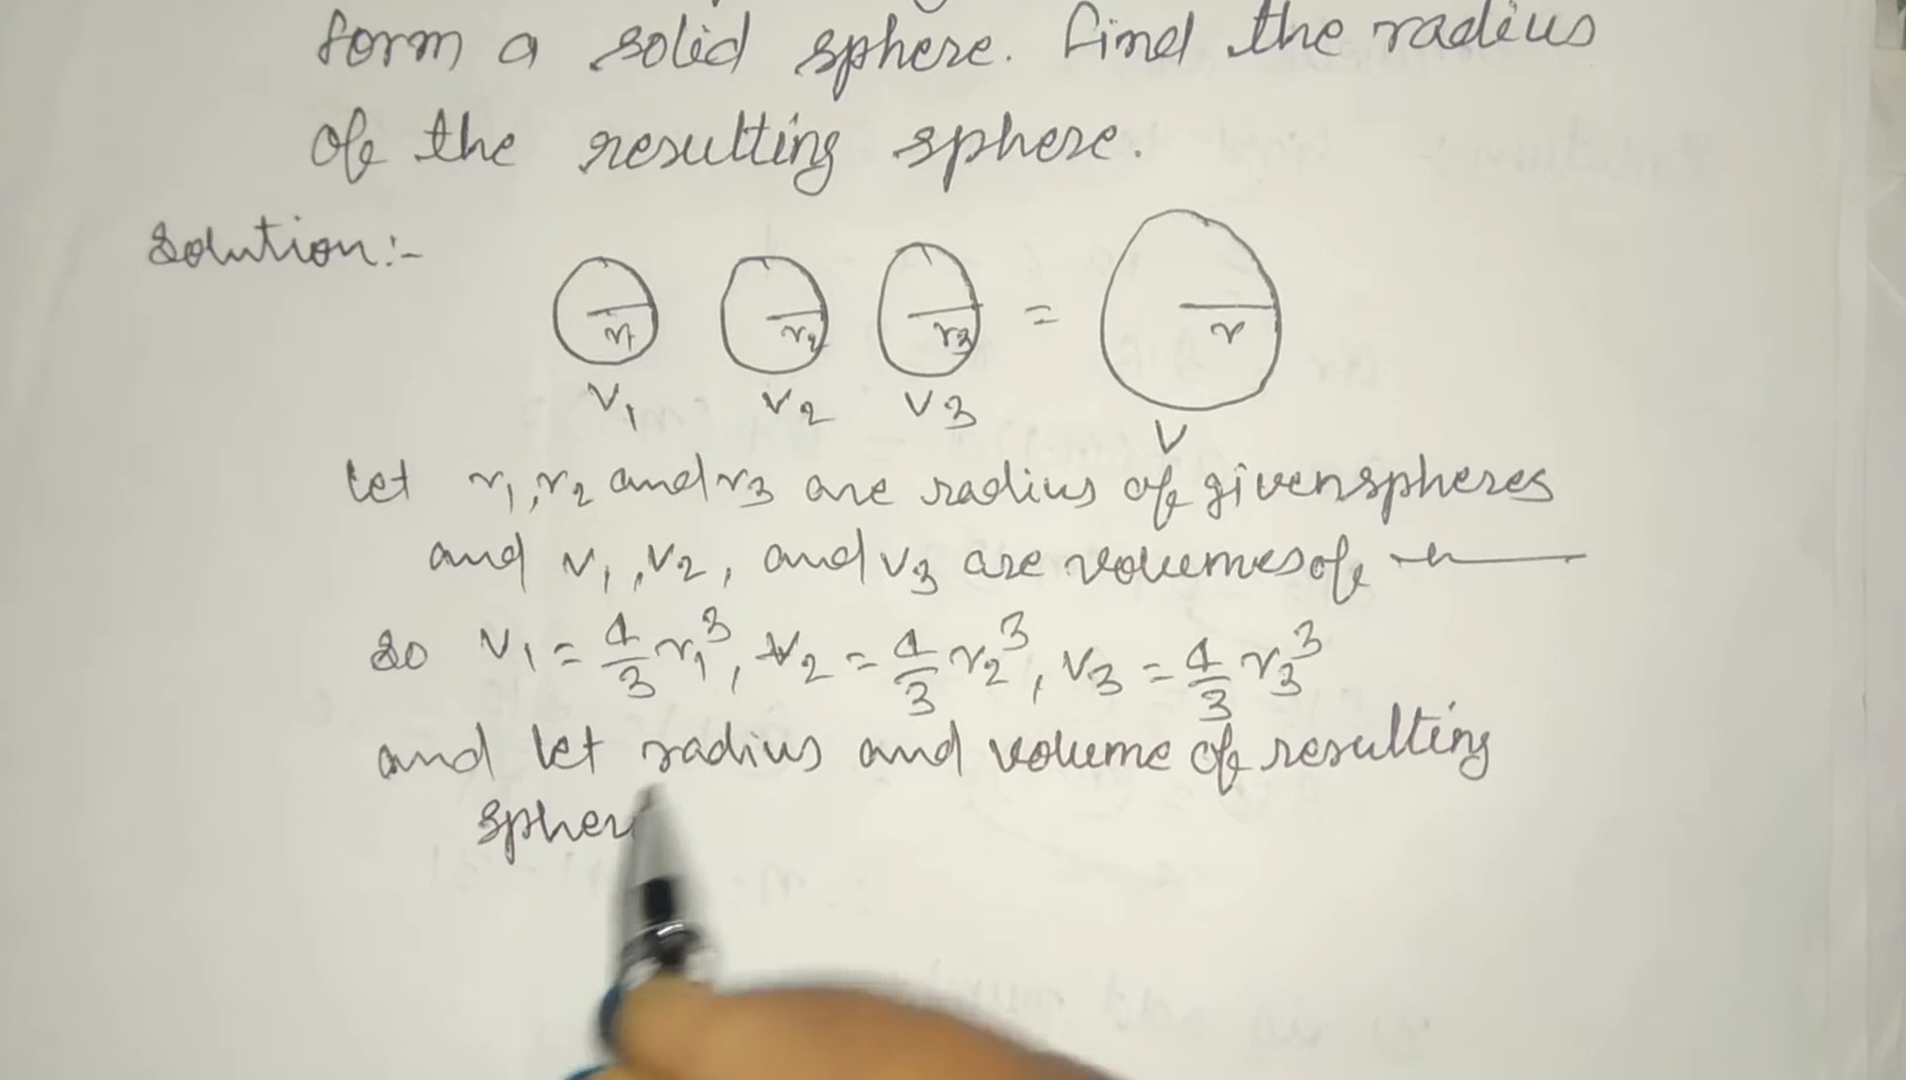 form a solid sphere. find the radius
of the resulting sphere.
Solution:-
r1 r2 r3 = r
V1 V2 V3 V
Let r1, r2 and r3 are radius of given spheres
and v1, v2, and v3 are volumes of
So v1 = 4/3 r1^3, v2 = 4/3 r2^3, v3 = 4/3 r3^3
and let radius and volume of resulting
spher